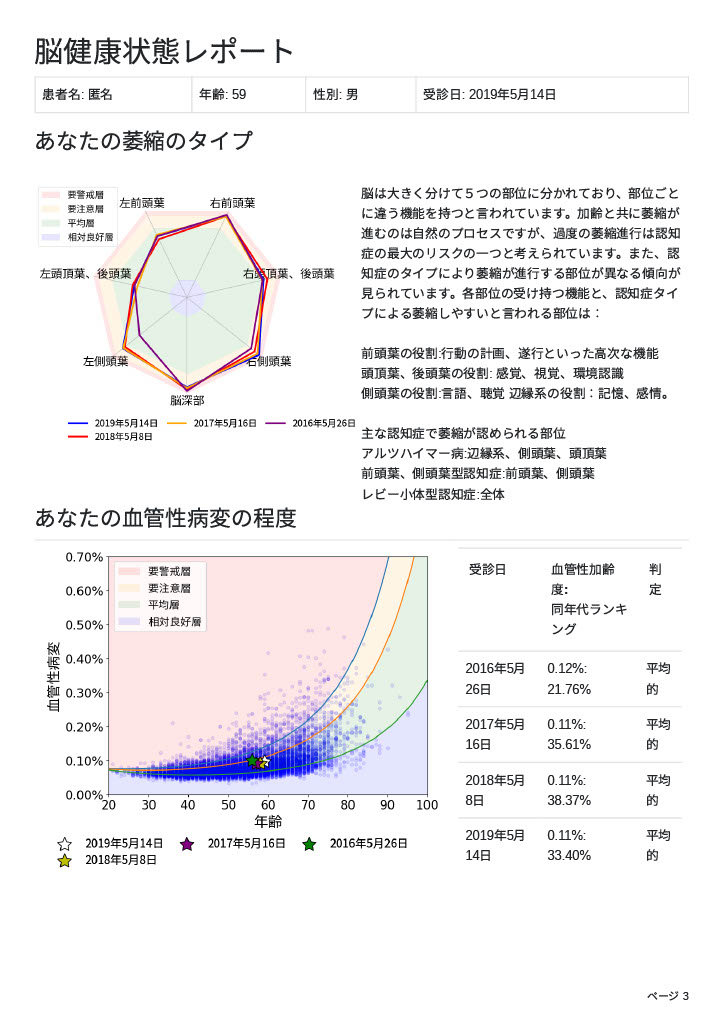 脳健康状態レポート
患者名: 匿名 年齢: 59 性別: 男 受診日: 2019年5月14日
あなたの萎縮のタイプ
要警戒層
要注意層
平均層
相対良好層
左前頭葉 右前頭葉
左頭頂葉、後頭葉 右頭頂葉、後頭葉
左側頭葉 右側頭葉
脳深部
2019年5月14日 2017年5月16日 2016年5月26日
2018年5月8日
脳は大きく分けて５つの部位に分かれており、部位ごと
に違う機能を持つと言われています。加齢と共に萎縮が
進むのは自然のプロセスですが、過度の萎縮進行は認知
症の最大のリスクの一つと考えられています。また、認
知症のタイプにより萎縮が進行する部位が異なる傾向が
見られています。各部位の受け持つ機能と、認知症タイ
プによる萎縮しやすいと言われる部位は：
前頭葉の役割:行動の計画、遂行といった高次な機能
頭頂葉、後頭葉の役割: 感覚、視覚、環境認識
側頭葉の役割:言語、聴覚 辺縁系の役割：記憶、感情。
主な認知症で萎縮が認められる部位
アルツハイマー病:辺縁系、側頭葉、頭頂葉
前頭葉、側頭葉型認知症:前頭葉、側頭葉
レビー小体型認知症:全体
あなたの血管性病変の程度
血管性病変
0.70%
0.60%
0.50%
0.40%
0.30%
0.20%
0.10%
0.00%
要警戒層
要注意層
平均層
相対良好層
20 30 40 50 60 70 80 90 100
年齢
2019年5月14日 2017年5月16日 2016年5月26日
2018年5月8日
受診日 血管性加齢 判
度: 定
同年代ランキ
ング
2016年5月 0.12%: 平均
26日 21.76% 的
2017年5月 0.11%: 平均
16日 35.61% 的
2018年5月 0.11%: 平均
8日 38.37% 的
2019年5月 0.11%: 平均
14日 33.40% 的
ページ 3